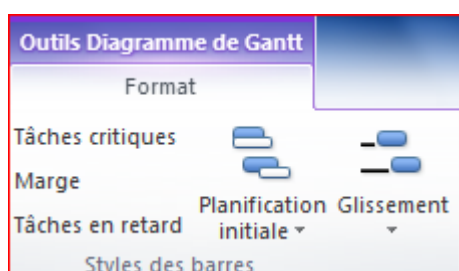 Outils Diagramme de Gantt
Format
Tâches critiques
Marge
Tâches en retard
Planification
initiale
Glissement
Styles des barres